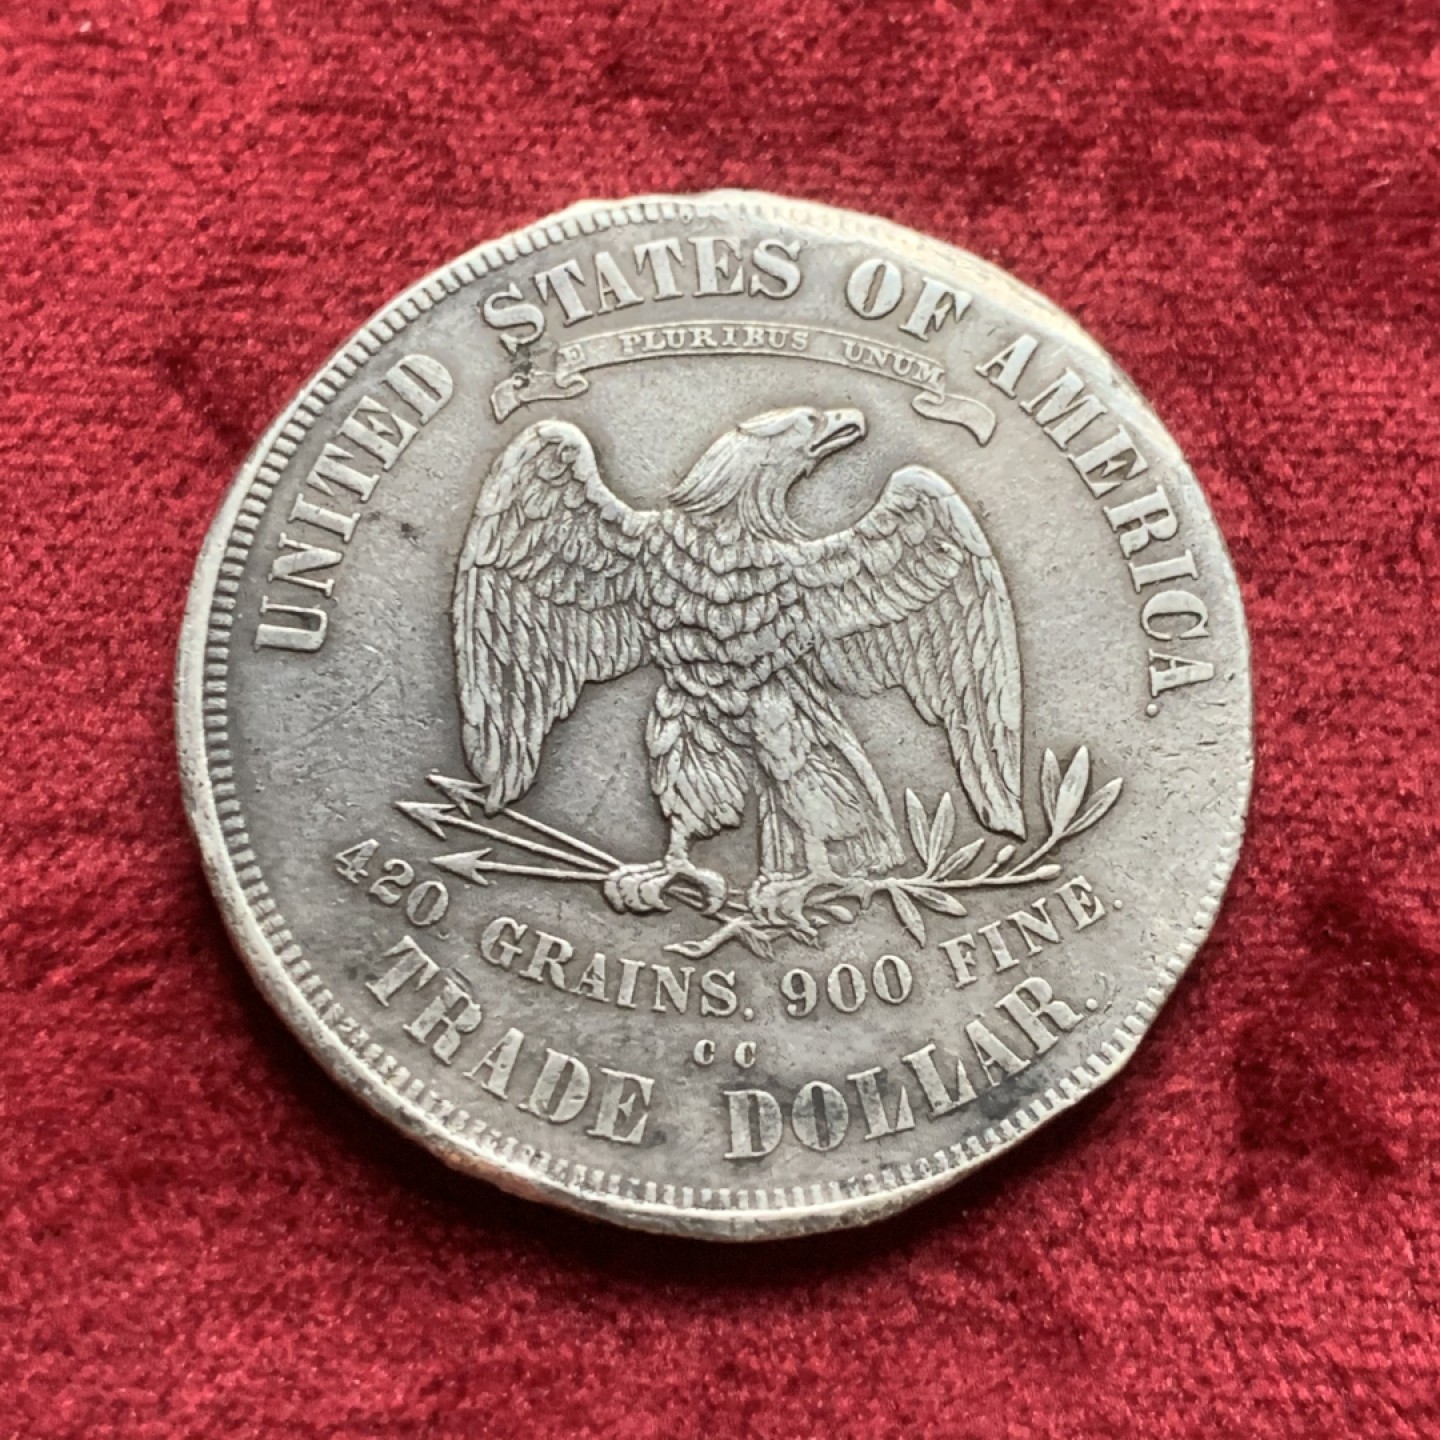 UNITED STATES OF AMERICA.
E PLURIBUS UNUM
420 GRAINS, 900 FINE.
CC
TRADE DOLLAR.